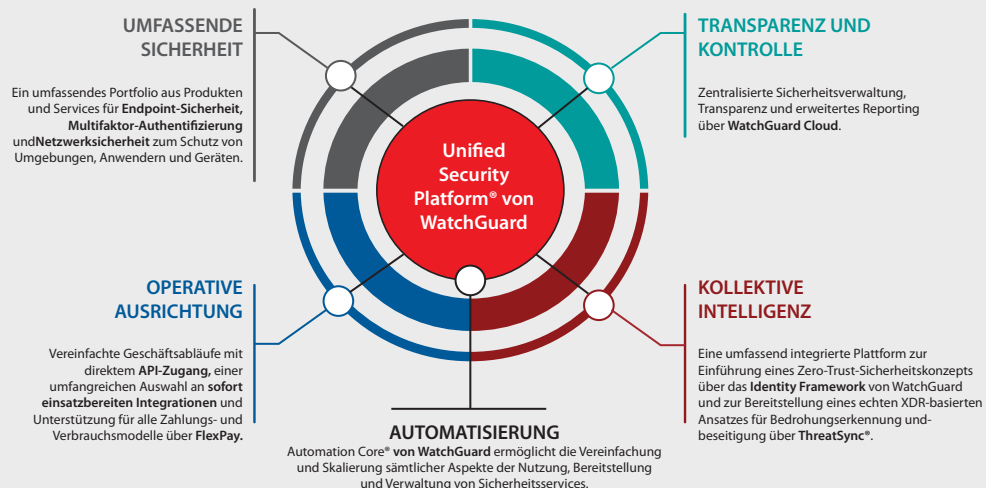 UMFASSENDE
SICHERHEIT
Ein umfassendes Portfolio aus Produkten
und Services für Endpoint-Sicherheit,
Multifaktor-Authentifizierung
undNetzwerksicherheit zum Schutz von
Umgebungen, Anwendern und Geräten.
TRANSPARENZ UND
KONTROLLE
Zentralisierte Sicherheitsverwaltung,
Transparenz und erweitertes Reporting
über WatchGuard Cloud.
Unified
Security
Platform® von
WatchGuard
OPERATIVE
AUSRICHTUNG
Vereinfachte Geschäftsabläufe mit
direktem API-Zugang, einer
umfangreichen Auswahl an sofort
einsatzbereiten Integrationen und
Unterstützung für alle Zahlungs- und
Verbrauchsmodelle über FlexPay.
KOLLEKTIVE
INTELLIGENZ
Eine umfassend integrierte Plattform zur
Einführung eines Zero-Trust-Sicherheitskonzepts
über das Identity Framework von WatchGuard
und zur Bereitstellung eines echten XDR-basierten
Ansatzes für Bedrohungserkennung und-
beseitigung über ThreatSync®.
AUTOMATISIERUNG
Automation Core® von WatchGuard ermöglicht die Vereinfachung
und Skalierung sämtlicher Aspekte der Nutzung, Bereitstellung
und Verwaltung von Sicherheitsservices.